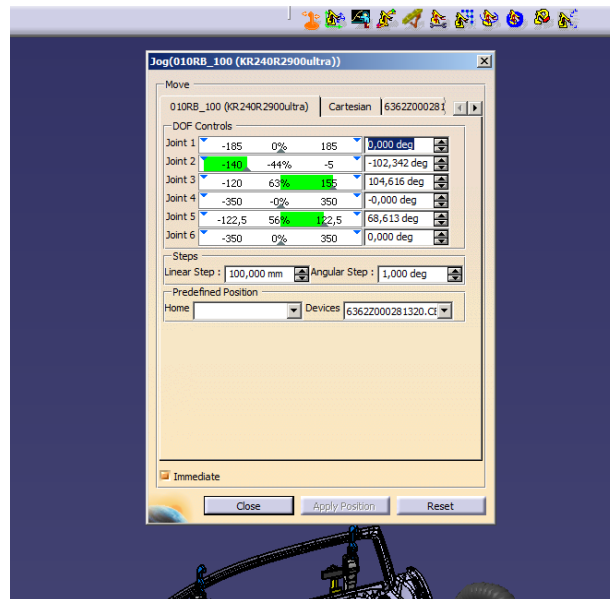 Jog(010RB_100 (KR240R2900ultra))
Move
010RB_100 (KR240R2900ultra) Cartesian 6362Z000281
DOF Controls
Joint 1 -185 0% 185 0,000 deg
Joint 2 -140 -44% -5 -102,342 deg
Joint 3 -120 63% 155 104,616 deg
Joint 4 -350 -0% 350 -0,000 deg
Joint 5 -122,5 56% 122,5 68,613 deg
Joint 6 -350 0% 350 0,000 deg
Steps
Linear Step : 100,000 mm Angular Step : 1,000 deg
Predefined Position
Home Devices 6362Z000281320.CE
Immediate
Close Apply Position Reset